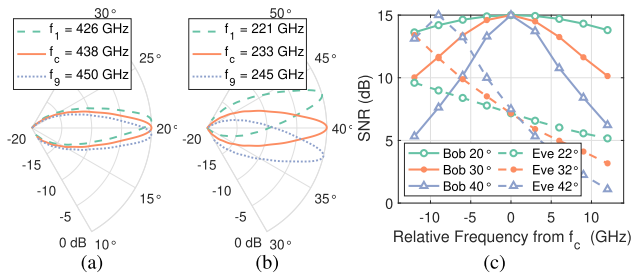 30°
f1 = 426 GHz
fc = 438 GHz
f9 = 450 GHz
25°
20°
15°
10°
-20
-15
-10
-5
0 dB
(a)
50°
f1 = 221 GHz
fc = 233 GHz
f9 = 245 GHz
45°
40°
35°
30°
-20
-15
-10
-5
0 dB
(b)
SNR (dB)
15
10
5
0
Bob 20°
Bob 30°
Bob 40°
Eve 22°
Eve 32°
Eve 42°
-10
-5
0
5
10
Relative Frequency from fc (GHz)
(c)